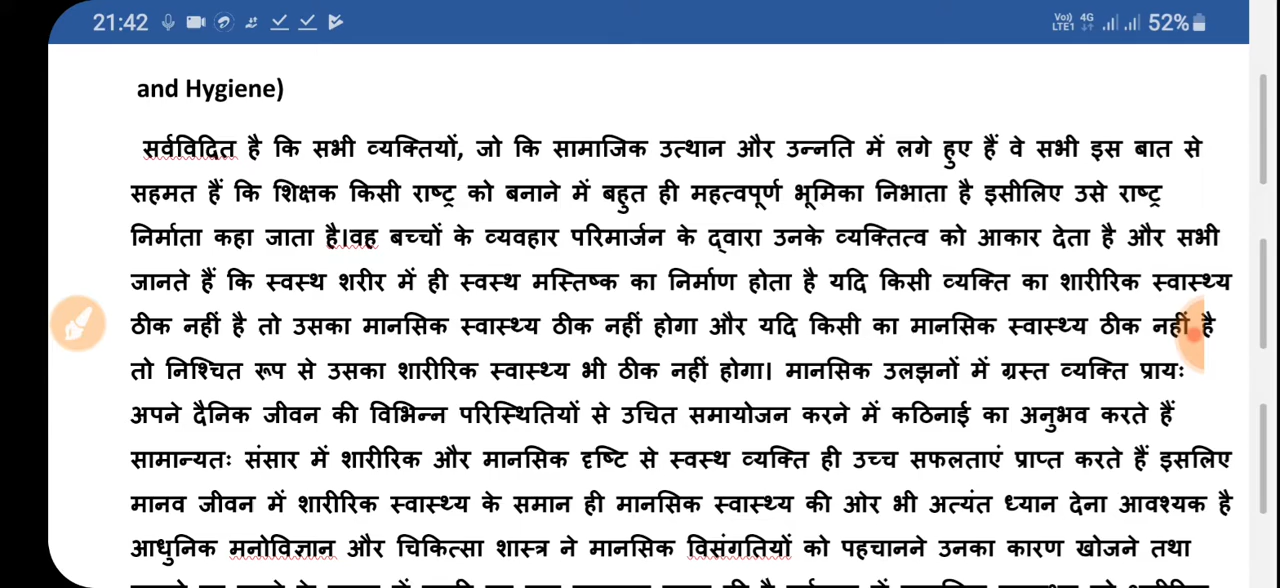 21:42
Vo) 4G
LTE1
52%
and Hygiene)
सर्वविदित है कि सभी व्यक्तियों, जो कि सामाजिक उत्थान और उन्नति में लगे हुए हैं वे सभी इस बात से
सहमत हैं कि शिक्षक किसी राष्ट्र को बनाने में बहुत ही महत्वपूर्ण भूमिका निभाता है इसीलिए उसे राष्ट्र
निर्माता कहा जाता है।वह बच्चों के व्यवहार परिमार्जन के द्वारा उनके व्यक्तित्व को आकार देता है और सभी
जानते हैं कि स्वस्थ शरीर में ही स्वस्थ मस्तिष्क का निर्माण होता है यदि किसी व्यक्ति का शारीरिक स्वास्थ्य
ठीक नहीं है तो उसका मानसिक स्वास्थ्य ठीक नहीं होगा और यदि किसी का मानसिक स्वास्थ्य ठीक नहीं है
तो निश्चित रूप से उसका शारीरिक स्वास्थ्य भी ठीक नहीं होगा। मानसिक उलझनों में ग्रस्त व्यक्ति प्रायः
अपने दैनिक जीवन की विभिन्न परिस्थितियों से उचित समायोजन करने में कठिनाई का अनुभव करते हैं
सामान्यतः संसार में शारीरिक और मानसिक दृष्टि से स्वस्थ व्यक्ति ही उच्च सफलताएं प्राप्त करते हैं इसलिए
मानव जीवन में शारीरिक स्वास्थ्य के समान ही मानसिक स्वास्थ्य की ओर भी अत्यंत ध्यान देना आवश्यक है
आधुनिक मनोविज्ञान और चिकित्सा शास्त्र ने मानसिक विसंगतियों को पहचानने उनका कारण खोजने तथा